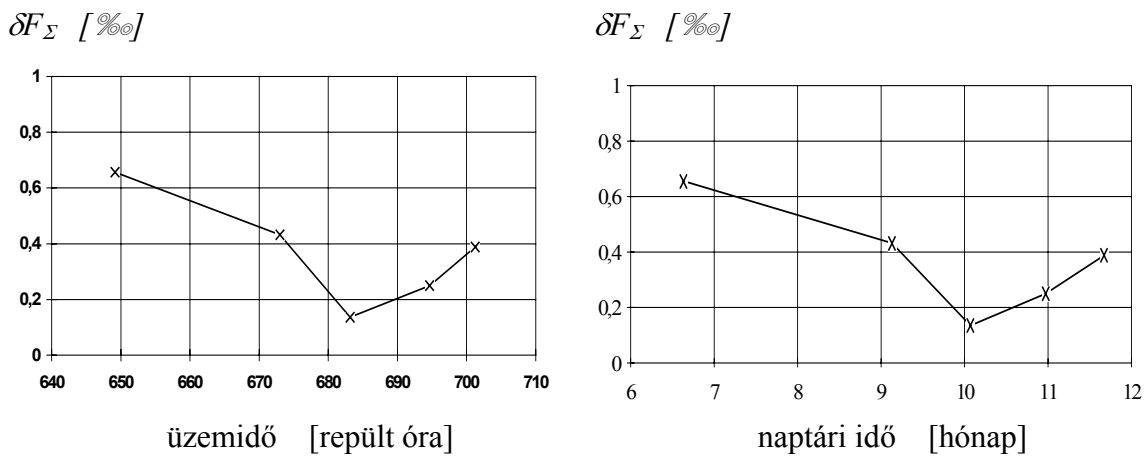 δF_Σ [‰]
1
0,8
0,6
0,4
0,2
0
640 650 660 670 680 690 700 710
üzemidő [repült óra]
δF_Σ [‰]
1
0,8
0,6
0,4
0,2
0
6 7 8 9 10 11 12
naptári idő [hónap]